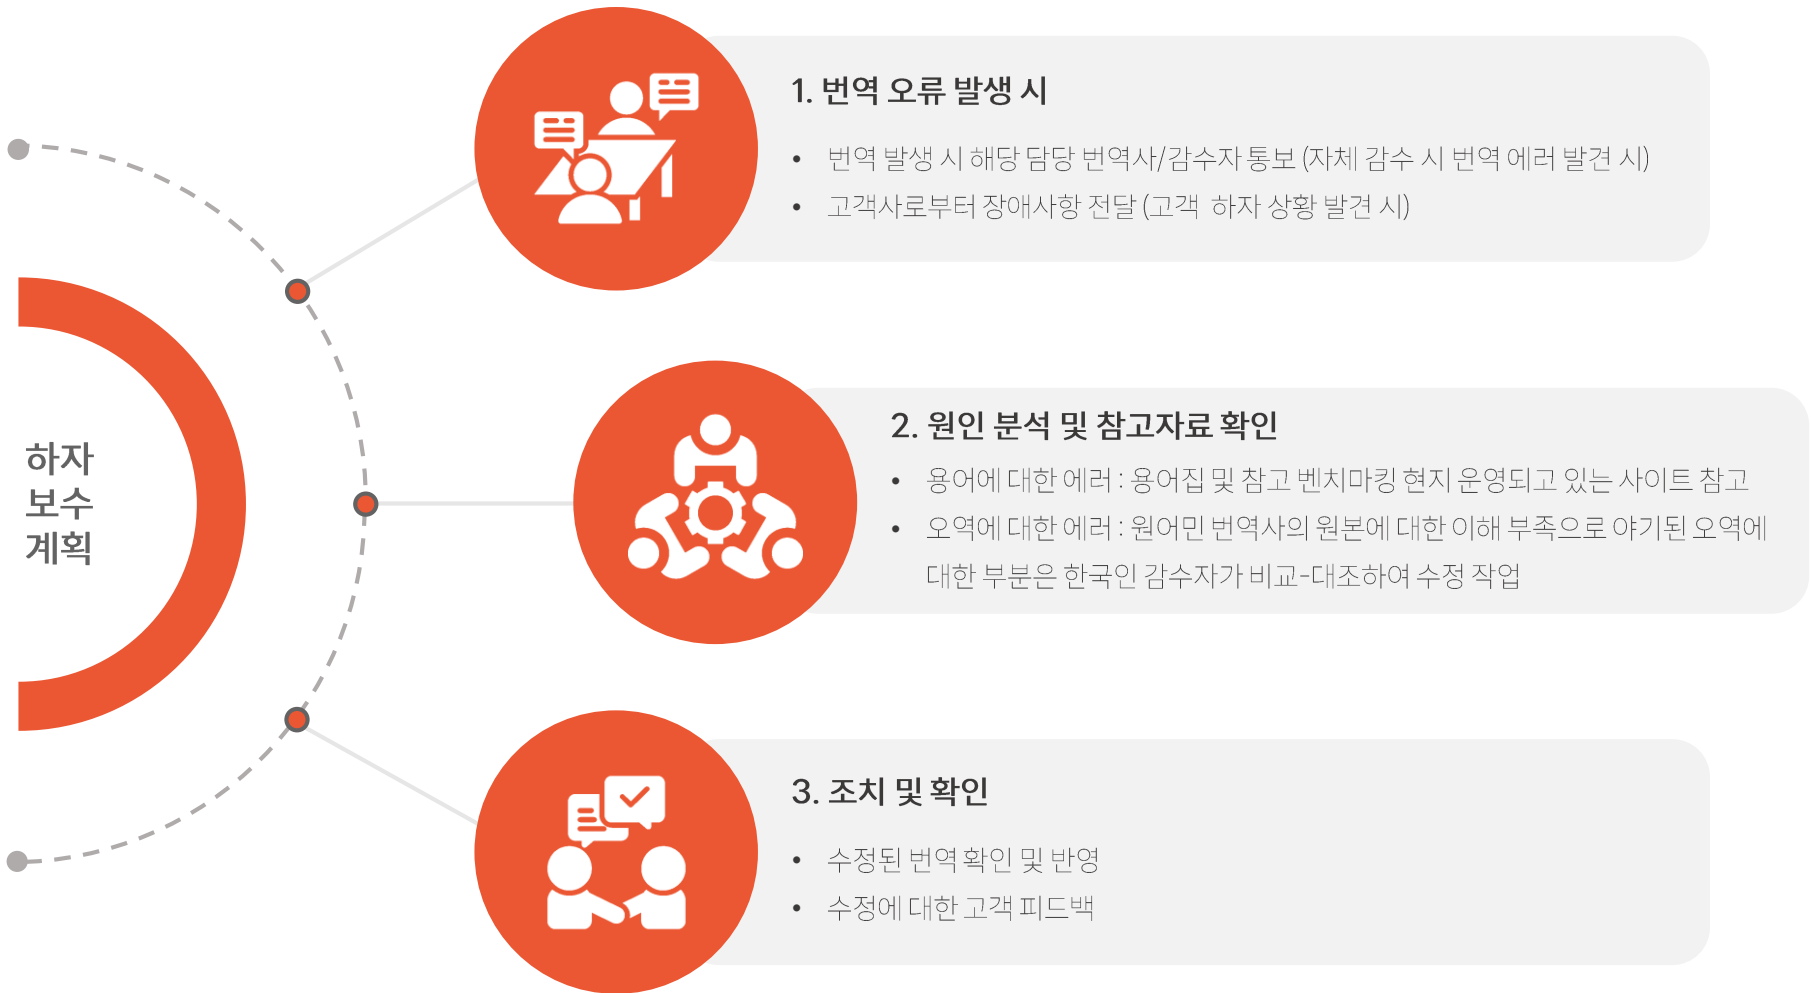 하자
보수
계획
1. 번역 오류 발생 시
• 번역 발생 시 해당 담당 번역사/감수자 통보 (자체 감수 시 번역 에러 발견 시)
• 고객사로부터 장애사항 전달 (고객 하자 상황 발견 시)
2. 원인 분석 및 참고자료 확인
• 용어에 대한 에러 : 용어집 및 참고 벤치마킹 현지 운영되고 있는 사이트 참고
• 오역에 대한 에러 : 원어민 번역사의 원본에 대한 이해 부족으로 야기된 오역에
대한 부분은 한국인 감수자가 비교-대조하여 수정 작업
3. 조치 및 확인
• 수정된 번역 확인 및 반영
• 수정에 대한 고객 피드백